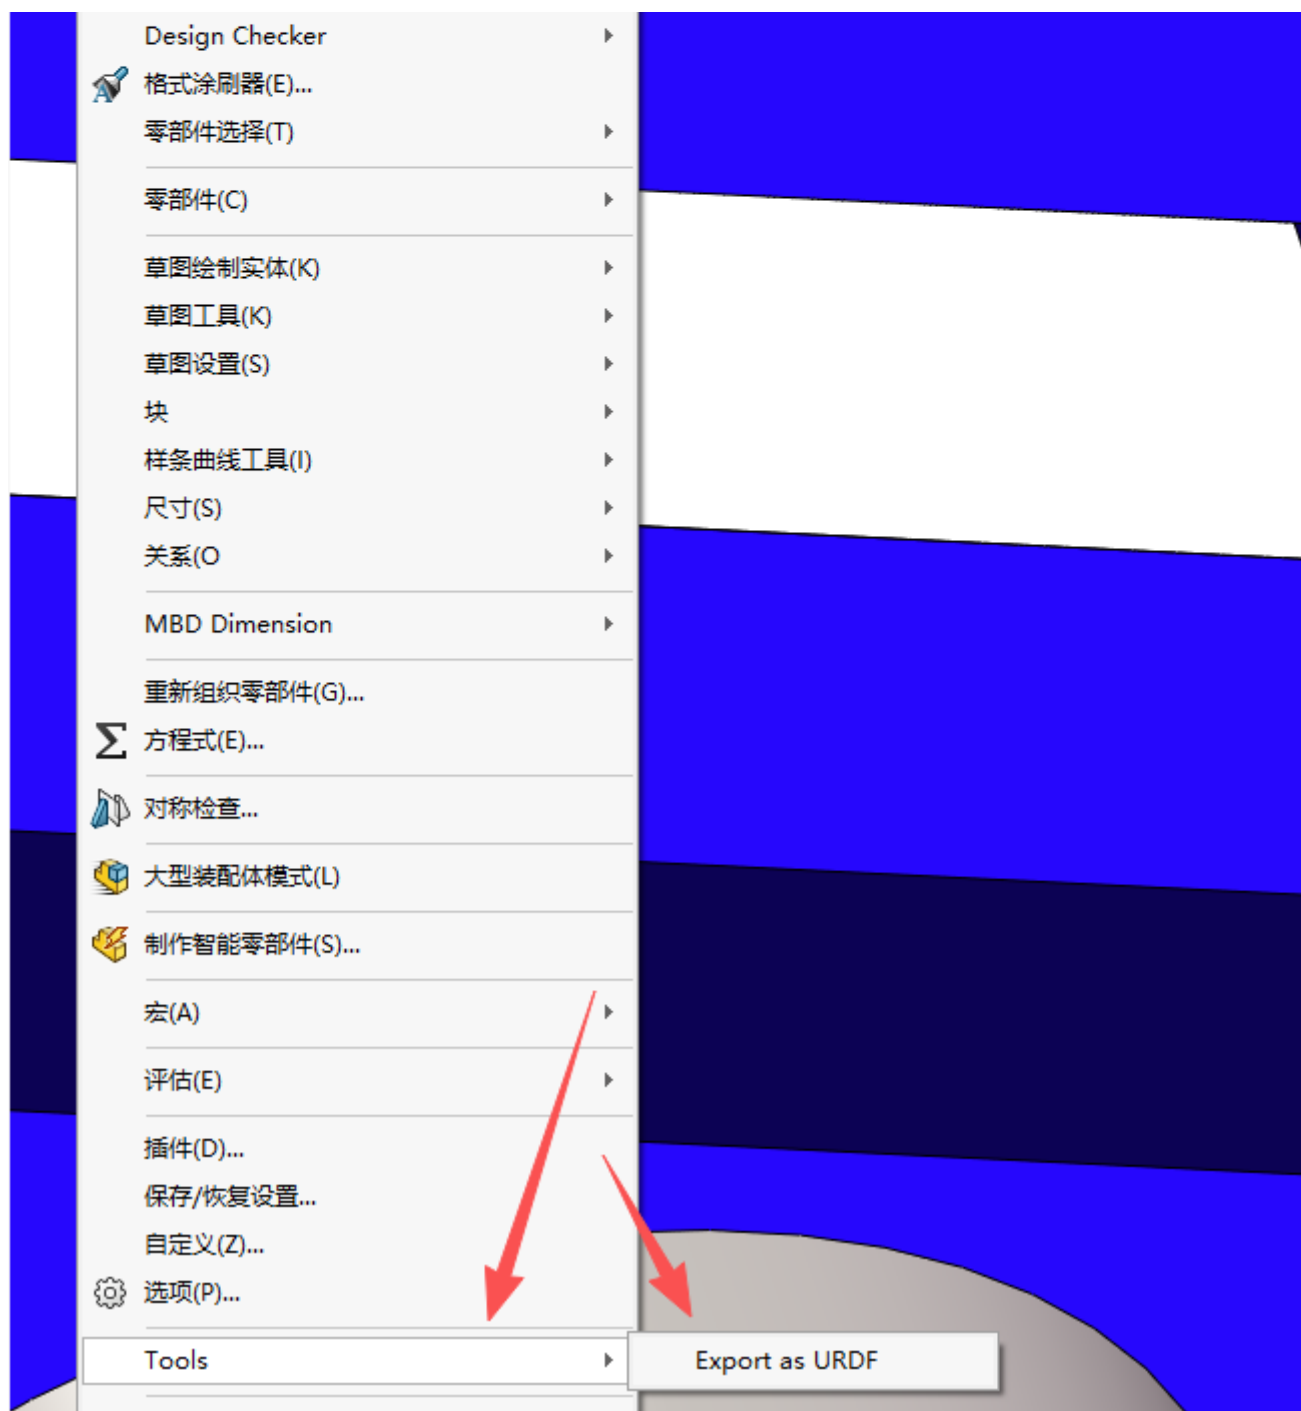 Design Checker
格式涂刷器(E)...
零部件选择(T)
零部件(C)
草图绘制实体(K)
草图工具(K)
草图设置(S)
块
样条曲线工具(I)
尺寸(S)
关系(O
MBD Dimension
重新组织零部件(G)...
方程式(E)...
对称检查...
大型装配体模式(L)
制作智能零部件(S)...
宏(A)
评估(E)
插件(D)...
保存/恢复设置...
自定义(Z)...
选项(P)...
Tools
Export as URDF